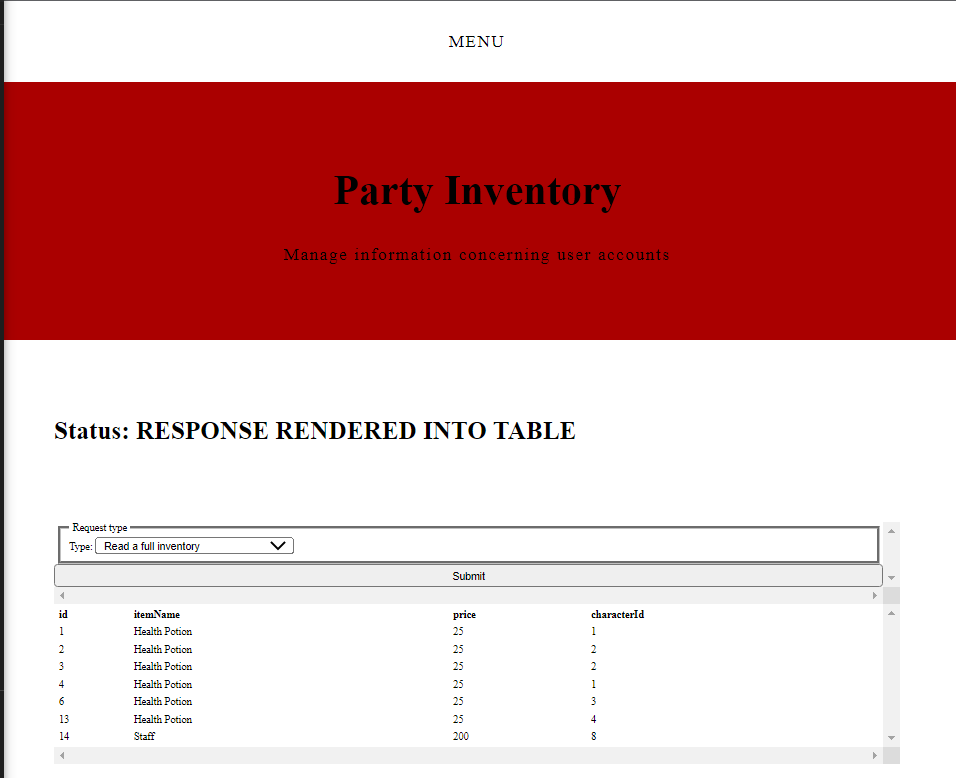 MENU
Party Inventory
Manage information concerning user accounts
Status: RESPONSE RENDERED INTO TABLE
Request type
Type: Read a full inventory
Submit
id itemName price characterId
1 Health Potion 25 1
2 Health Potion 25 2
3 Health Potion 25 2
4 Health Potion 25 1
6 Health Potion 25 3
13 Health Potion 25 4
14 Staff 200 8